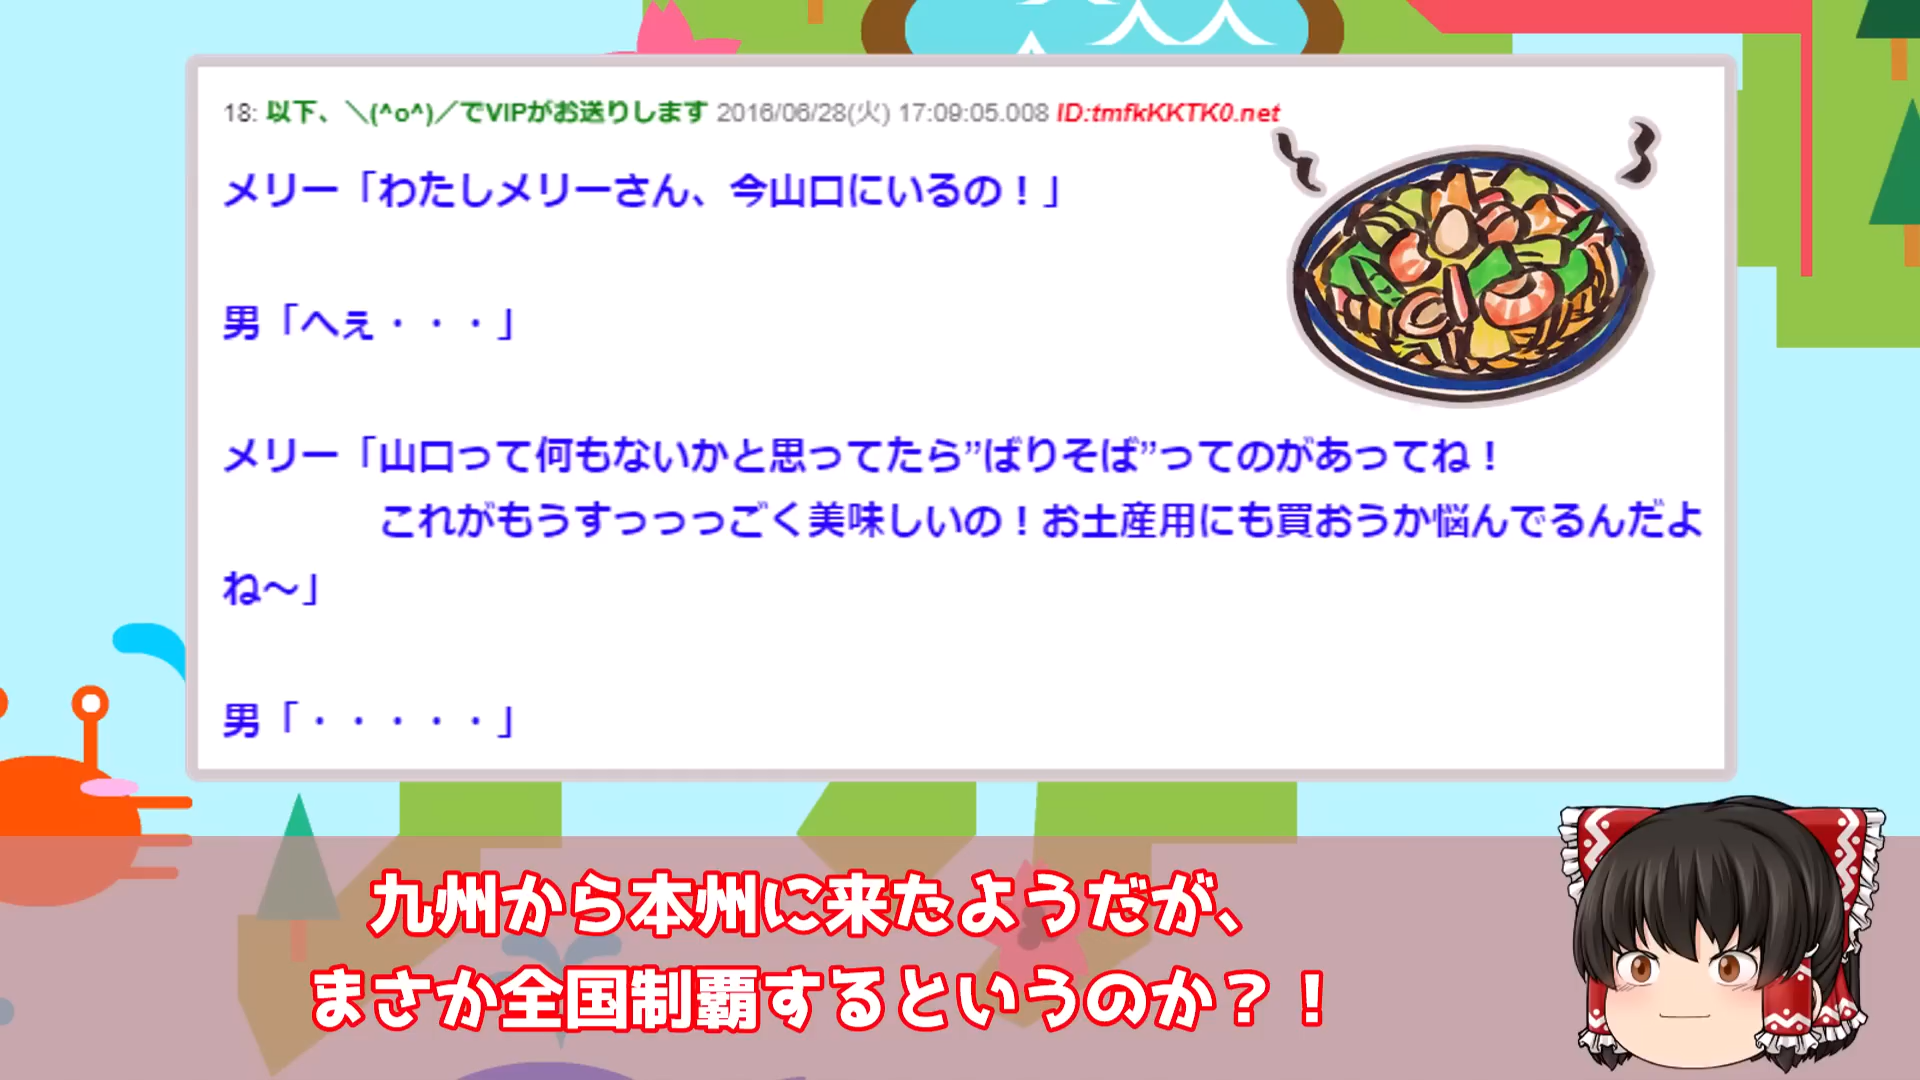 18: 以下、＼(^o^)／でVIPがお送りします 2016/06/28(火) 17:09:05.008 ID:tmfkKKTK0.net
メリー「わたしメリーさん、今山口にいるの！」
男「へぇ・・・」
メリー「山口って何もないかと思ってたら”ばりそば”ってのがあってね！
これがもうすっっっごく美味しいの！お土産用にも買おうか悩んでるんだよ
ね～」
男「・・・・・」
九州から本州に来たようだが、
まさか全国制覇するというのか？！